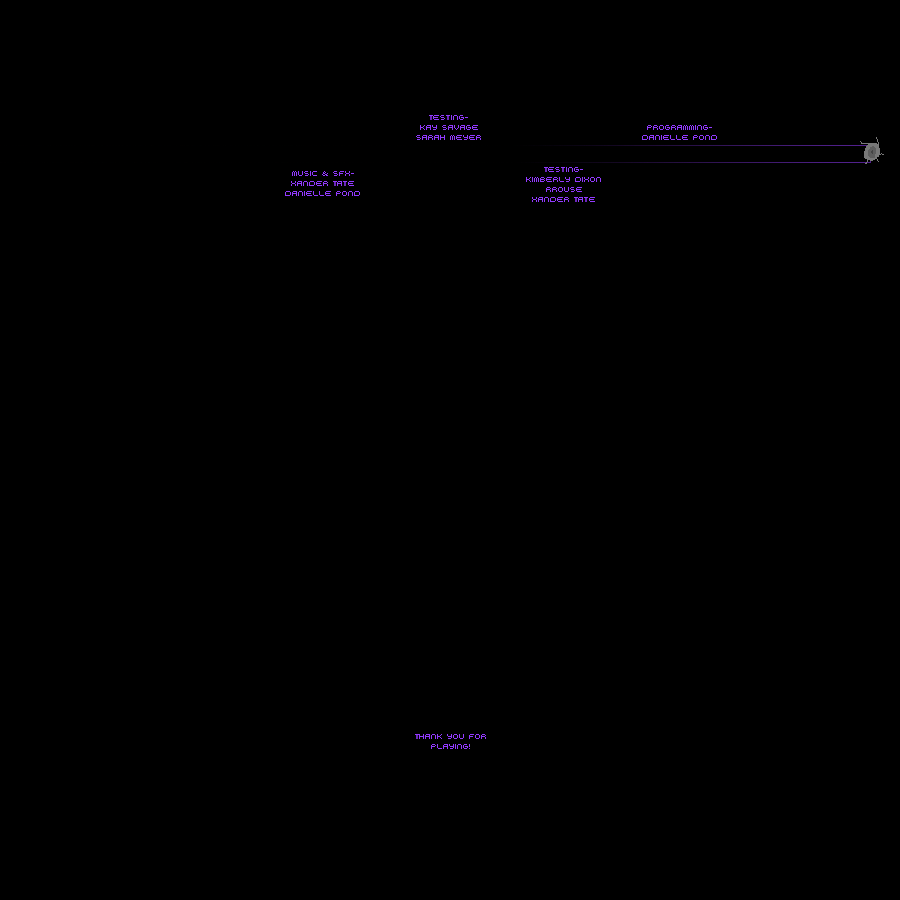 TESTING-
KAY SAVAGE
SARAH MEYER
PROGRAMMING-
DANIELLE POND
MUSIC & SFX-
XANDER TATE
DANIELLE POND
TESTING-
KIMBERLY DIXON
RROUSE
XANDER TATE
THANK YOU FOR
PLAYING!